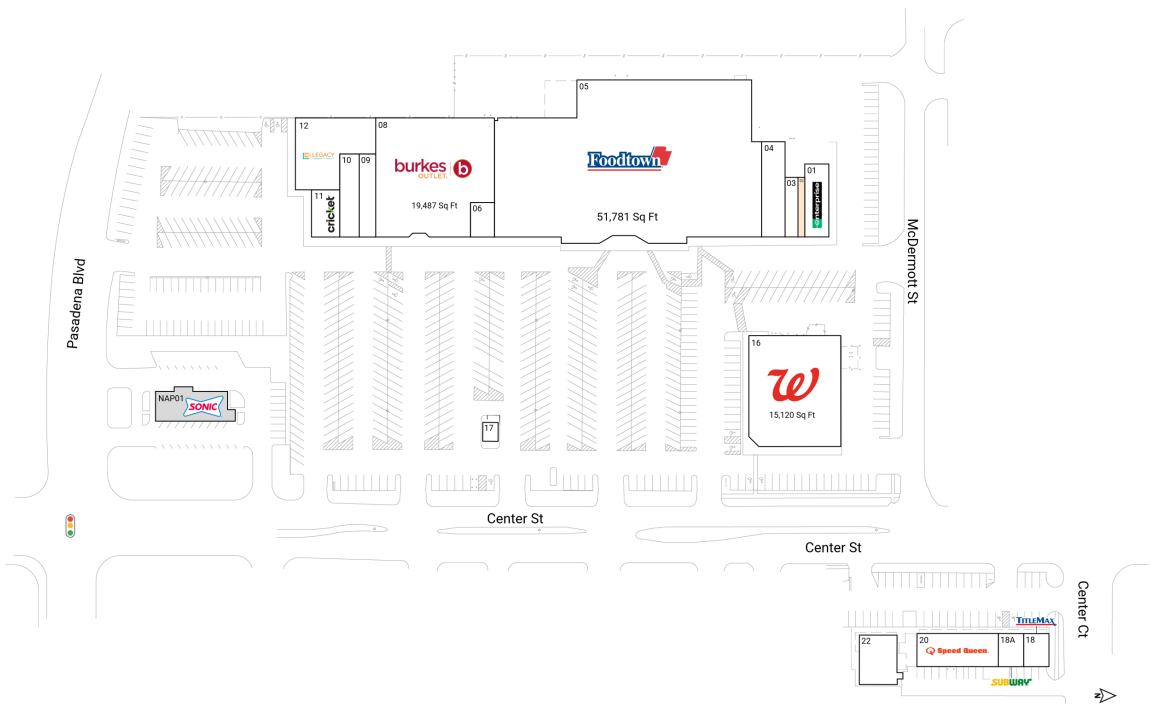 05
12
08
LEGACY
10
09
burkes
OUTLET
b
Foodtown
04
03
01
enterprise
11
cricket
19,487 Sq Ft
06
51,781 Sq Ft
McDermott St
Pasadena Blvd
16
W
15,120 Sq Ft
NAP01
SONIC
17
Center St
Center St
Center Ct
TITLEMAX
22
20
Speed Queen
18A
18
SUBWAY
N